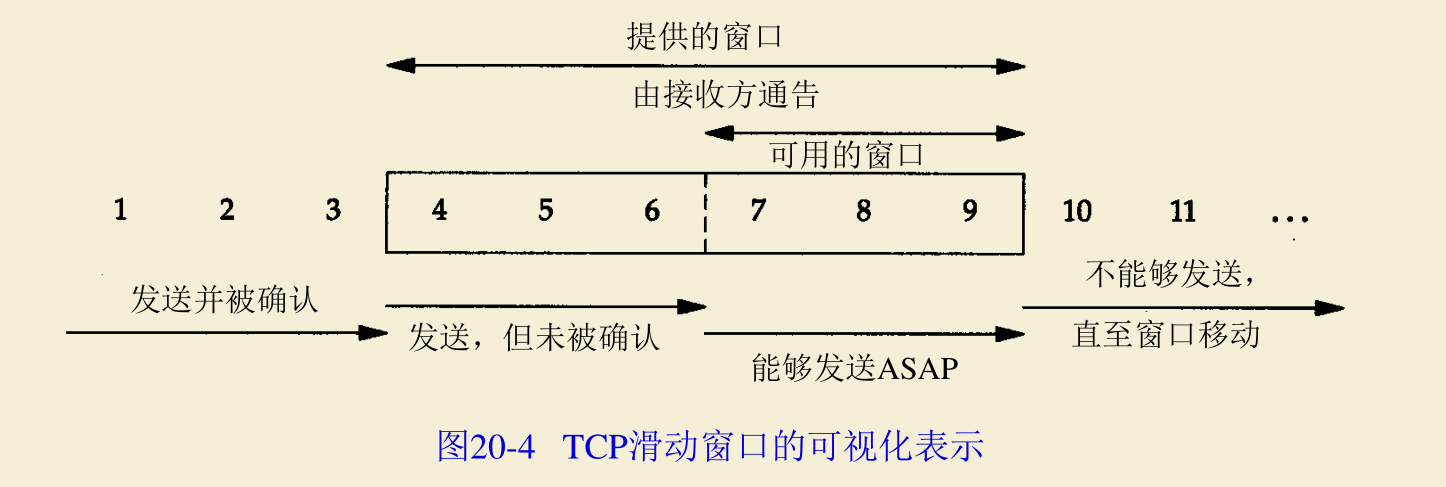 提供的窗口
由接收方通告
可用的窗口
1 2 3 4 5 6 7 8 9 10 11 ...
不能够发送，
发送并被确认
直至窗口移动
发送，但未被确认
能够发送ASAP
图20-4 TCP滑动窗口的可视化表示